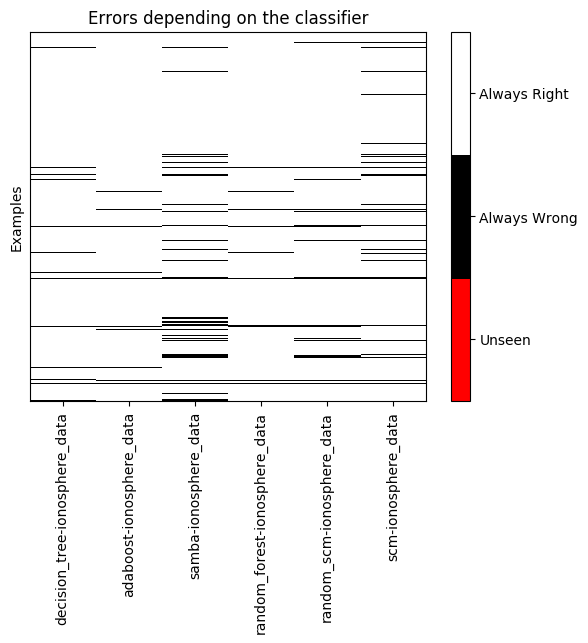 Errors depending on the classifier
Examples
Always Right
Always Wrong
Unseen
decision_tree-ionosphere_data
adaboost-ionosphere_data
samba-ionosphere_data
random_forest-ionosphere_data
random_scm-ionosphere_data
scm-ionosphere_data